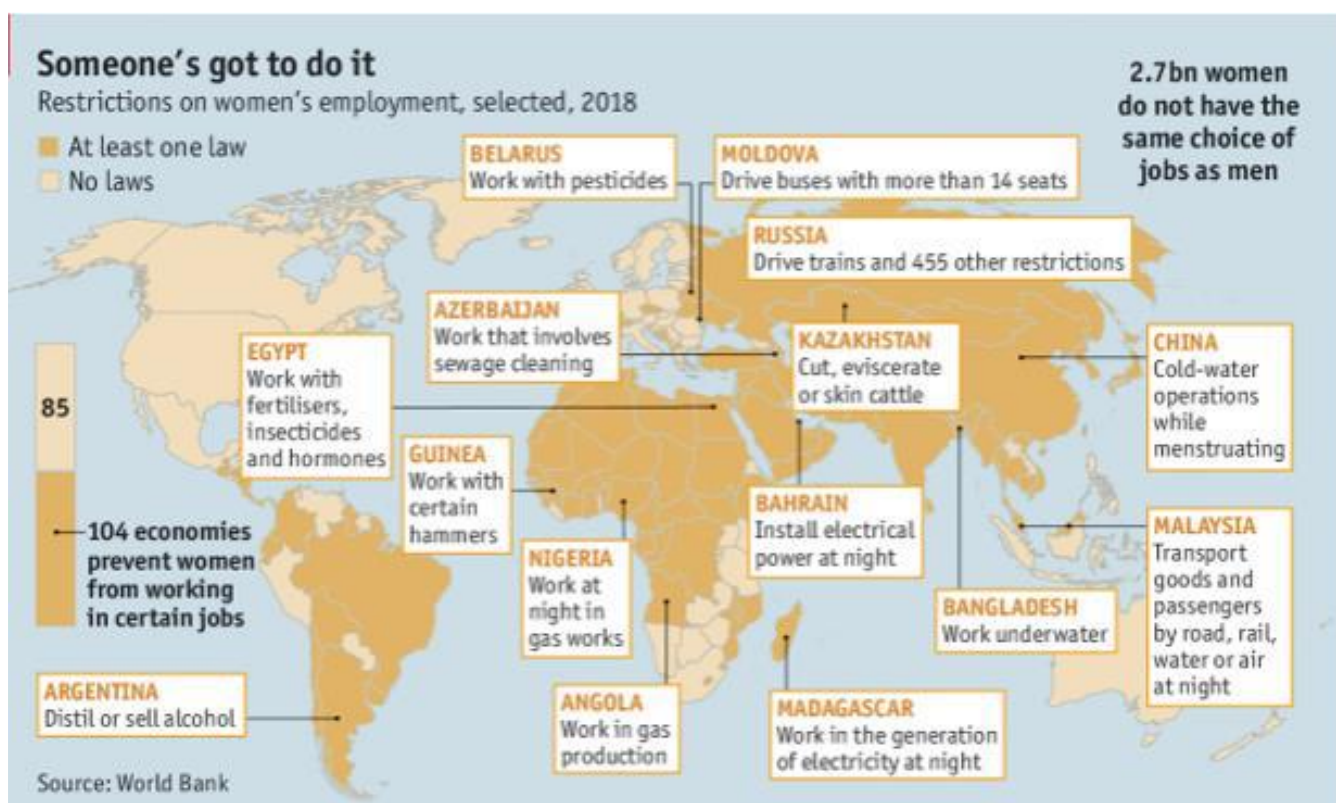 Someone's got to do it
Restrictions on women's employment, selected, 2018
At least one law
No laws
2.7bn women
do not have the
same choice of
jobs as men
BELARUS
Work with pesticides
MOLDOVA
Drive buses with more than 14 seats
RUSSIA
Drive trains and 455 other restrictions
AZERBAIJAN
Work that involves
sewage cleaning
KAZAKHSTAN
Cut, eviscerate
or skin cattle
CHINA
Cold-water
operations
while
menstruating
EGYPT
Work with
fertilisers,
insecticides
and hormones
85
104 economies
prevent women
from working
in certain jobs
GUINEA
Work with
certain
hammers
NIGERIA
Work at
night in
gas works
BAHRAIN
Install electrical
power at night
BANGLADESH
Work underwater
MALAYSIA
Transport
goods and
passengers
by road, rail,
water or air
at night
ARGENTINA
Distil or sell alcohol
ANGOLA
Work in gas
production
MADAGASCAR
Work in the generation
of electricity at night
Source: World Bank